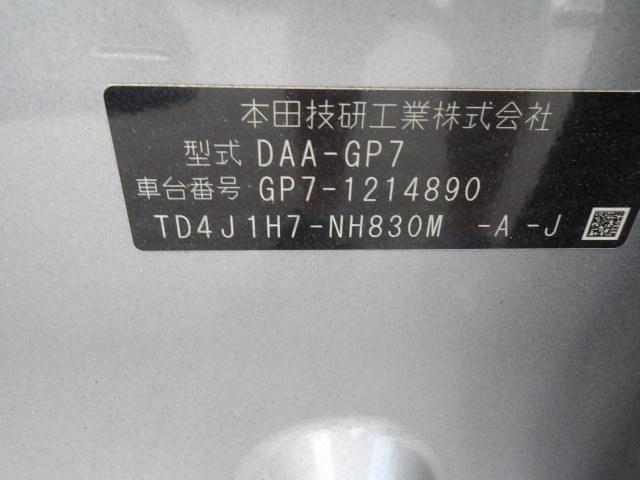 本田技研工業株式会社
型式 DAA-GP7
車台番号 GP7-1214890
TD4J1H7-NH830M -A -J